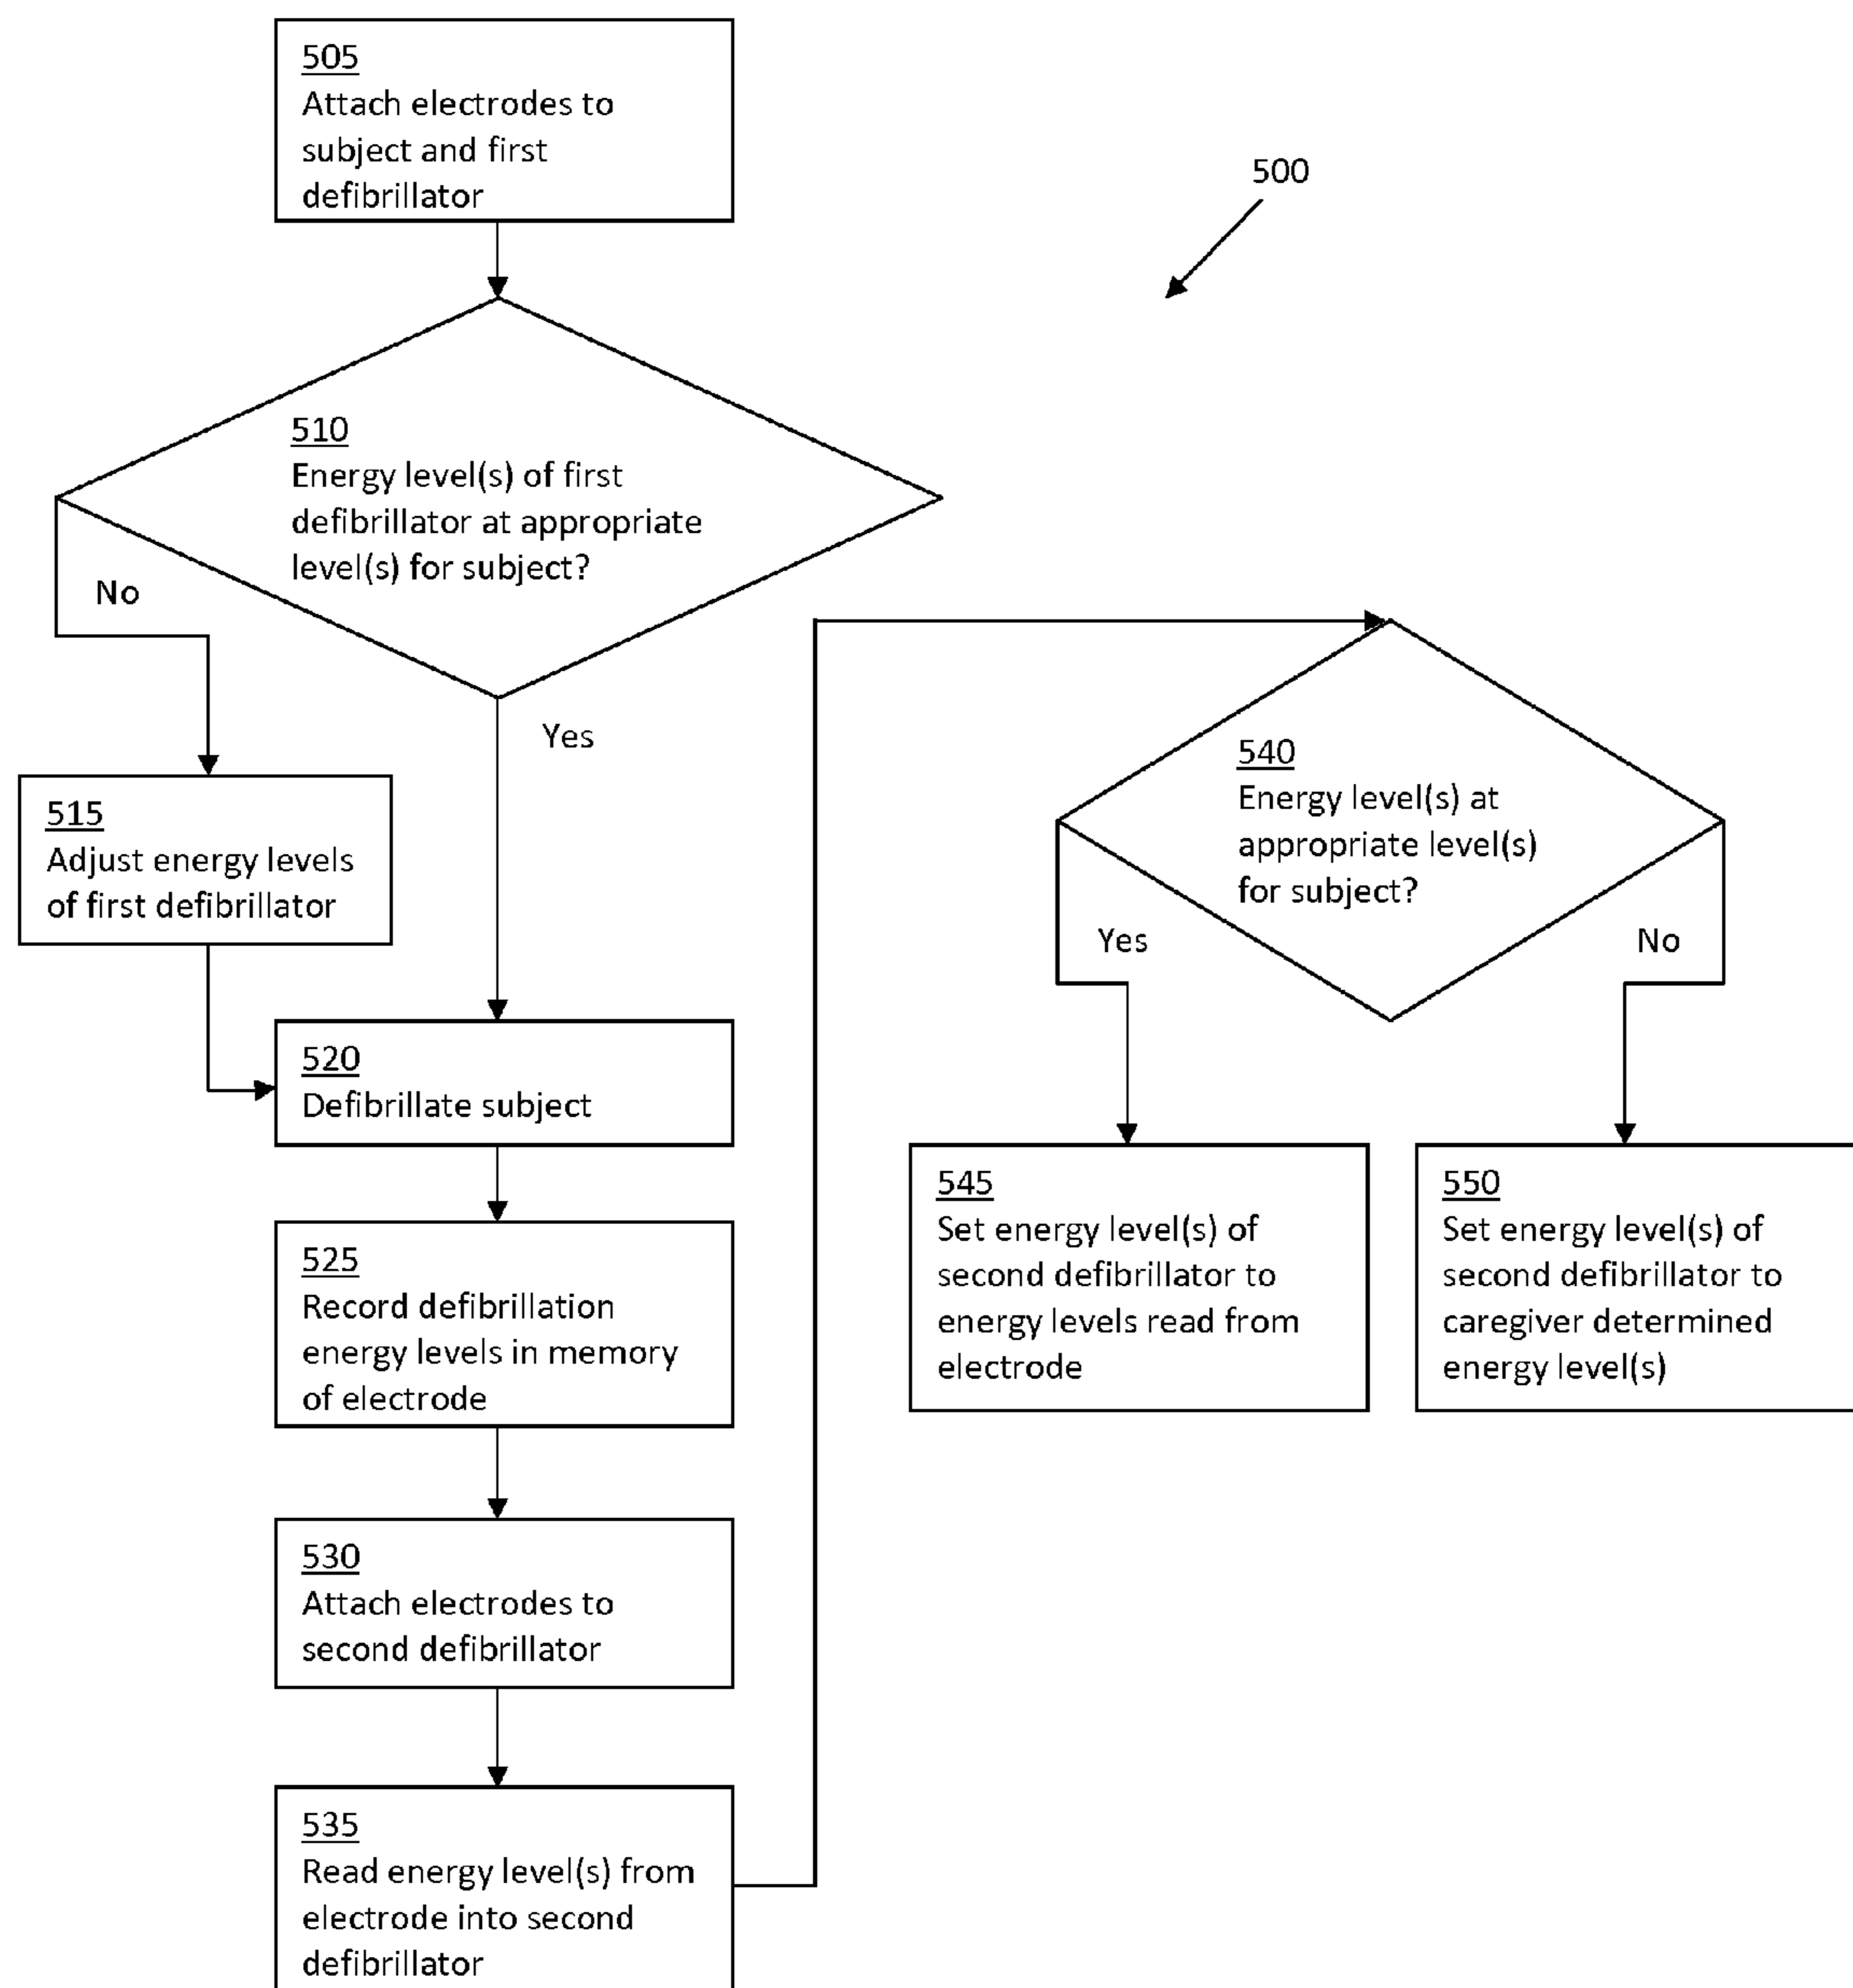 505
Attach electrodes to
subject and first
defibrillator
500
510
Energy level(s) of first
defibrillator at appropriate
level(s) for subject?
No
Yes
515
Adjust energy levels
of first defibrillator
520
Defibrillate subject
525
Record defibrillation
energy levels in memory
of electrode
530
Attach electrodes to
second defibrillator
535
Read energy level(s) from
electrode into second
defibrillator
540
Energy level(s) at
appropriate level(s)
for subject?
Yes
No
545
Set energy level(s) of
second defibrillator to
energy levels read from
electrode
550
Set energy level(s) of
second defibrillator to
caregiver determined
energy level(s)